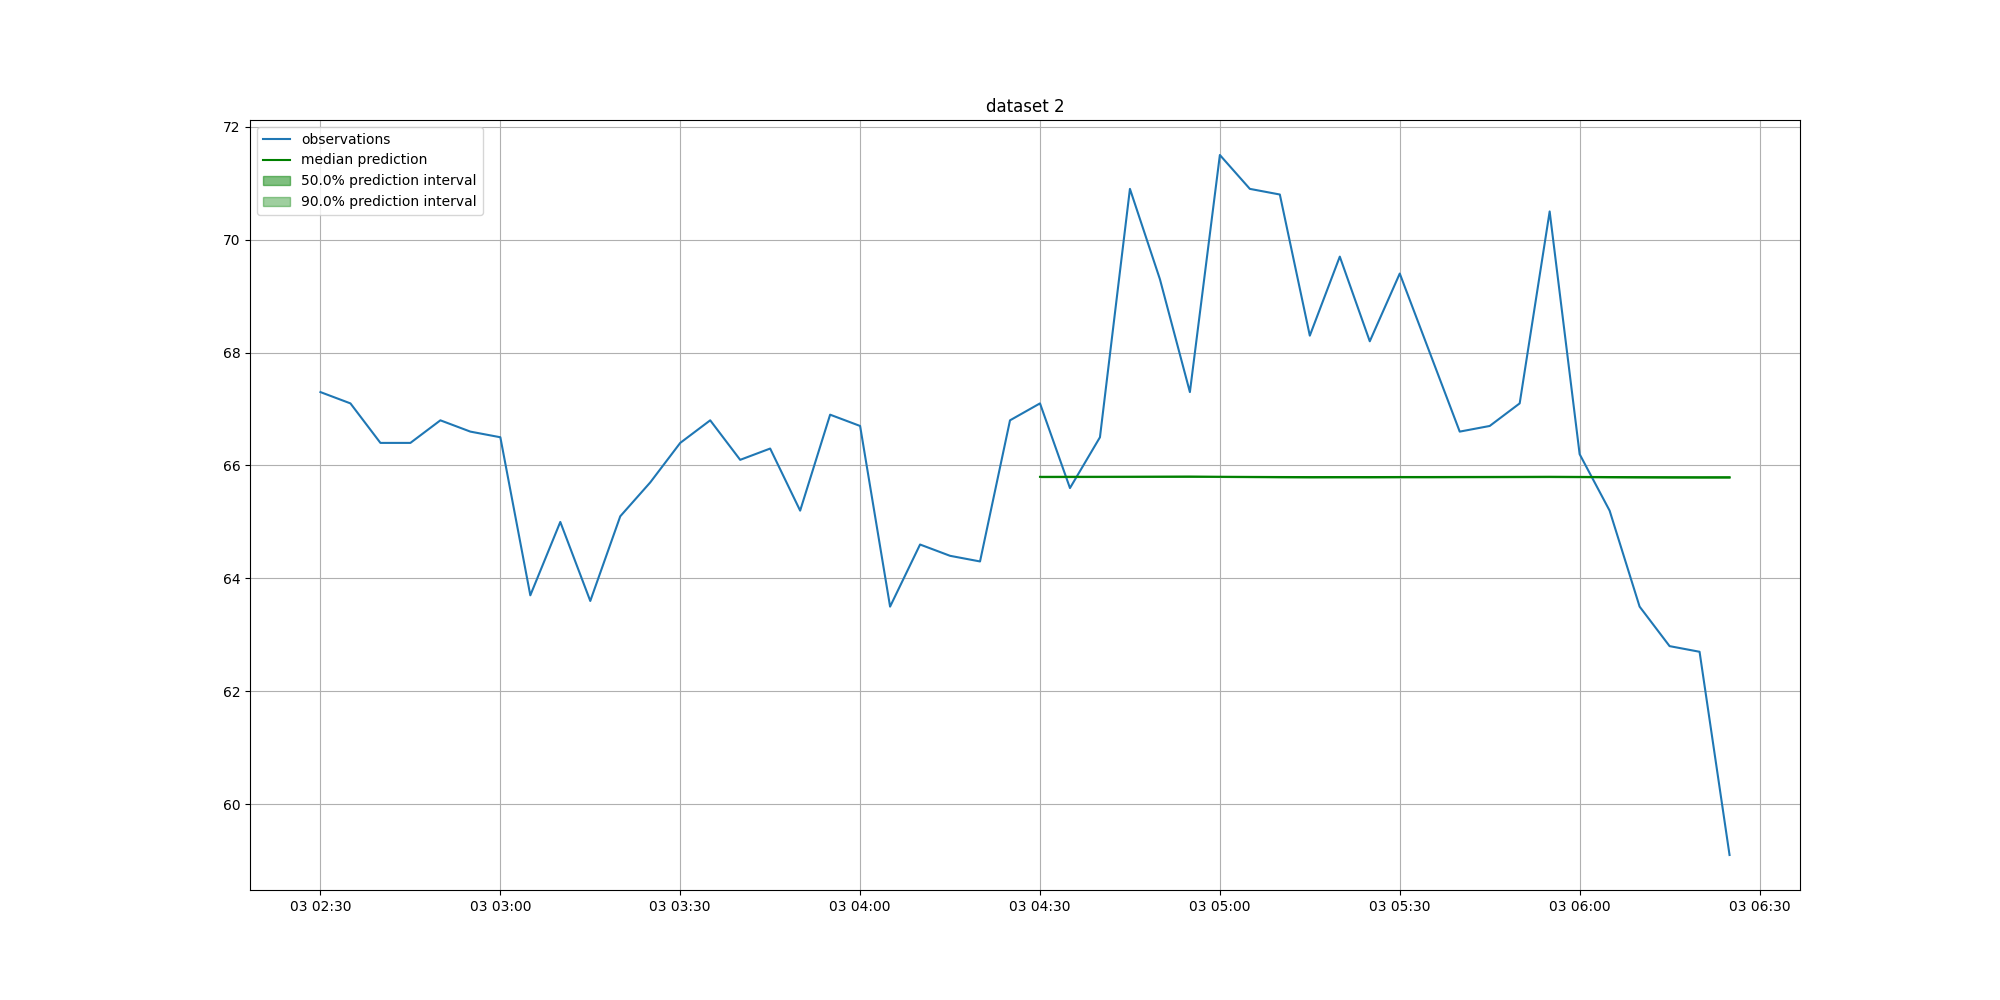 dataset 2
72
observations
median prediction
50.0% prediction interval
90.0% prediction interval
70
68
66
64
62
60
03 02:30 03 03:00 03 03:30 03 04:00 03 04:30 03 05:00 03 05:30 03 06:00 03 06:30